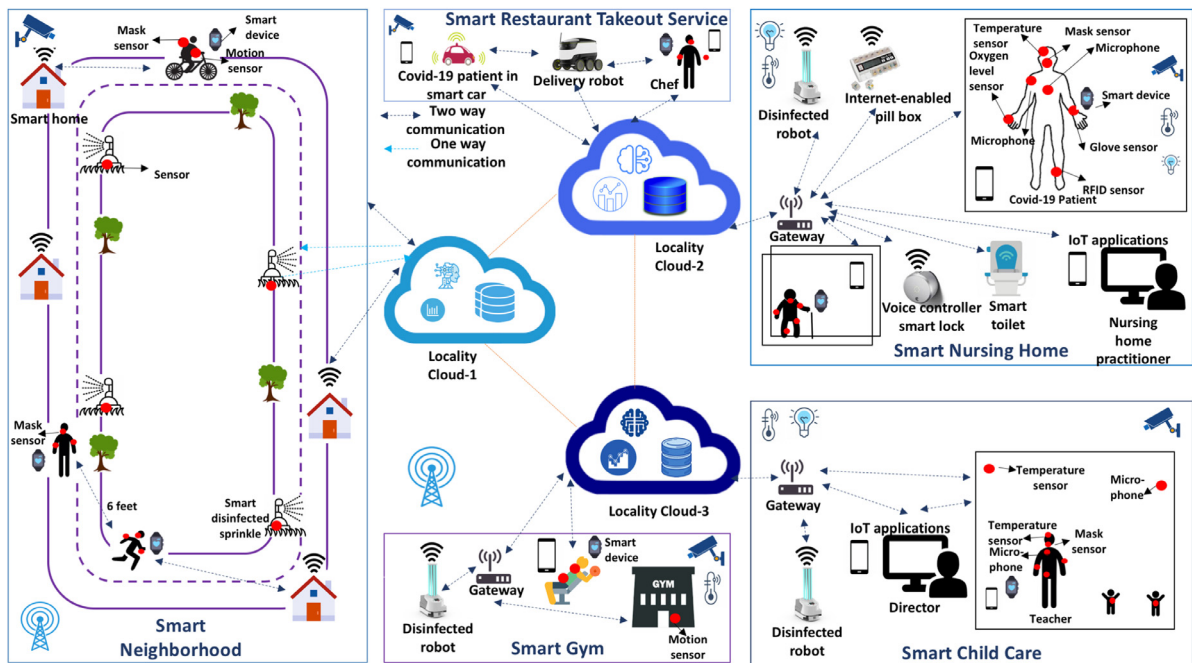 Mask
sensor
Smart
device
Motion
sensor
Smart home
Sensor
Mask
sensor
6 feet
Smart
disinfected
sprinkle
Smart
Neighborhood
Smart Restaurant Takeout Service
Covid-19 patient in
smart car
Delivery robot
Chef
Two way
communication
One way
communication
Locality
Cloud-2
Locality
Cloud-1
Locality Cloud-3
Disinfected
robot
Internet-enabled
pill box
Temperature
sensor
Oxygen
level
sensor
Mask sensor
Microphone
Smart device
Microphone
Glove sensor
RFID sensor
Covid-19 Patient
Gateway
IoT applications
Voice controller
smart lock
Smart
toilet
Nursing
home
practitioner
Smart Nursing Home
Smart
device
GYM
Gateway
Disinfected
robot
Motion
sensor
Smart Gym
Gateway
Temperature
sensor
Micro-
phone
IoT applications
Temperature
sensor
Micro-
phone
Mask
sensor
Director
Teacher
Disinfected
robot
Smart Child Care